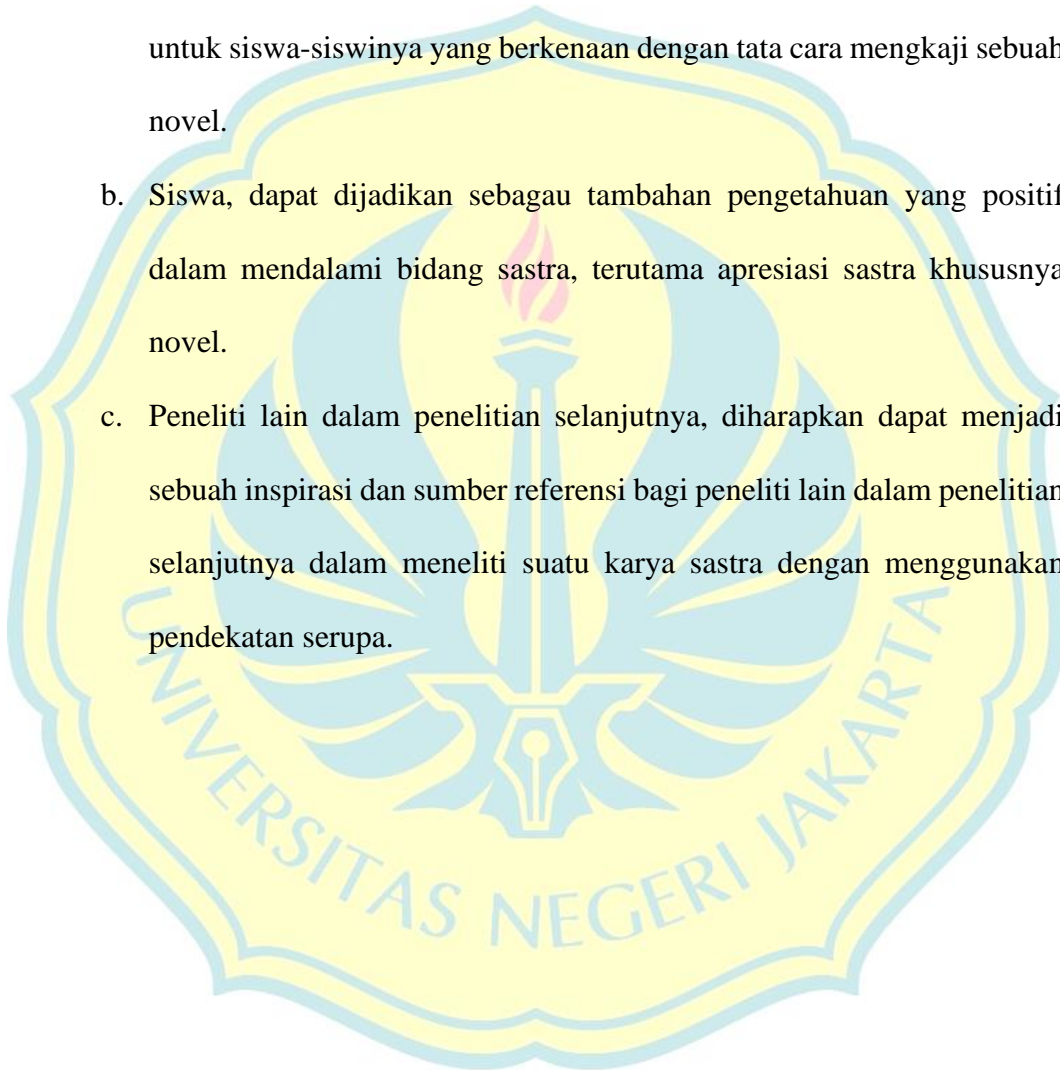 untuk siswa-siswinya yang berkenaan dengan tata cara mengkaji sebuah
novel.
b. Siswa, dapat dijadikan sebagau tambahan pengetahuan yang positif
dalam mendalami bidang sastra, terutama apresiasi sastra khususnya
novel.
c. Peneliti lain dalam penelitian selanjutnya, diharapkan dapat menjadi
sebuah inspirasi dan sumber referensi bagi peneliti lain dalam penelitian
selanjutnya dalam meneliti suatu karya sastra dengan menggunakan
pendekatan serupa.
UNIVERSITAS NEGERI JAKARTA